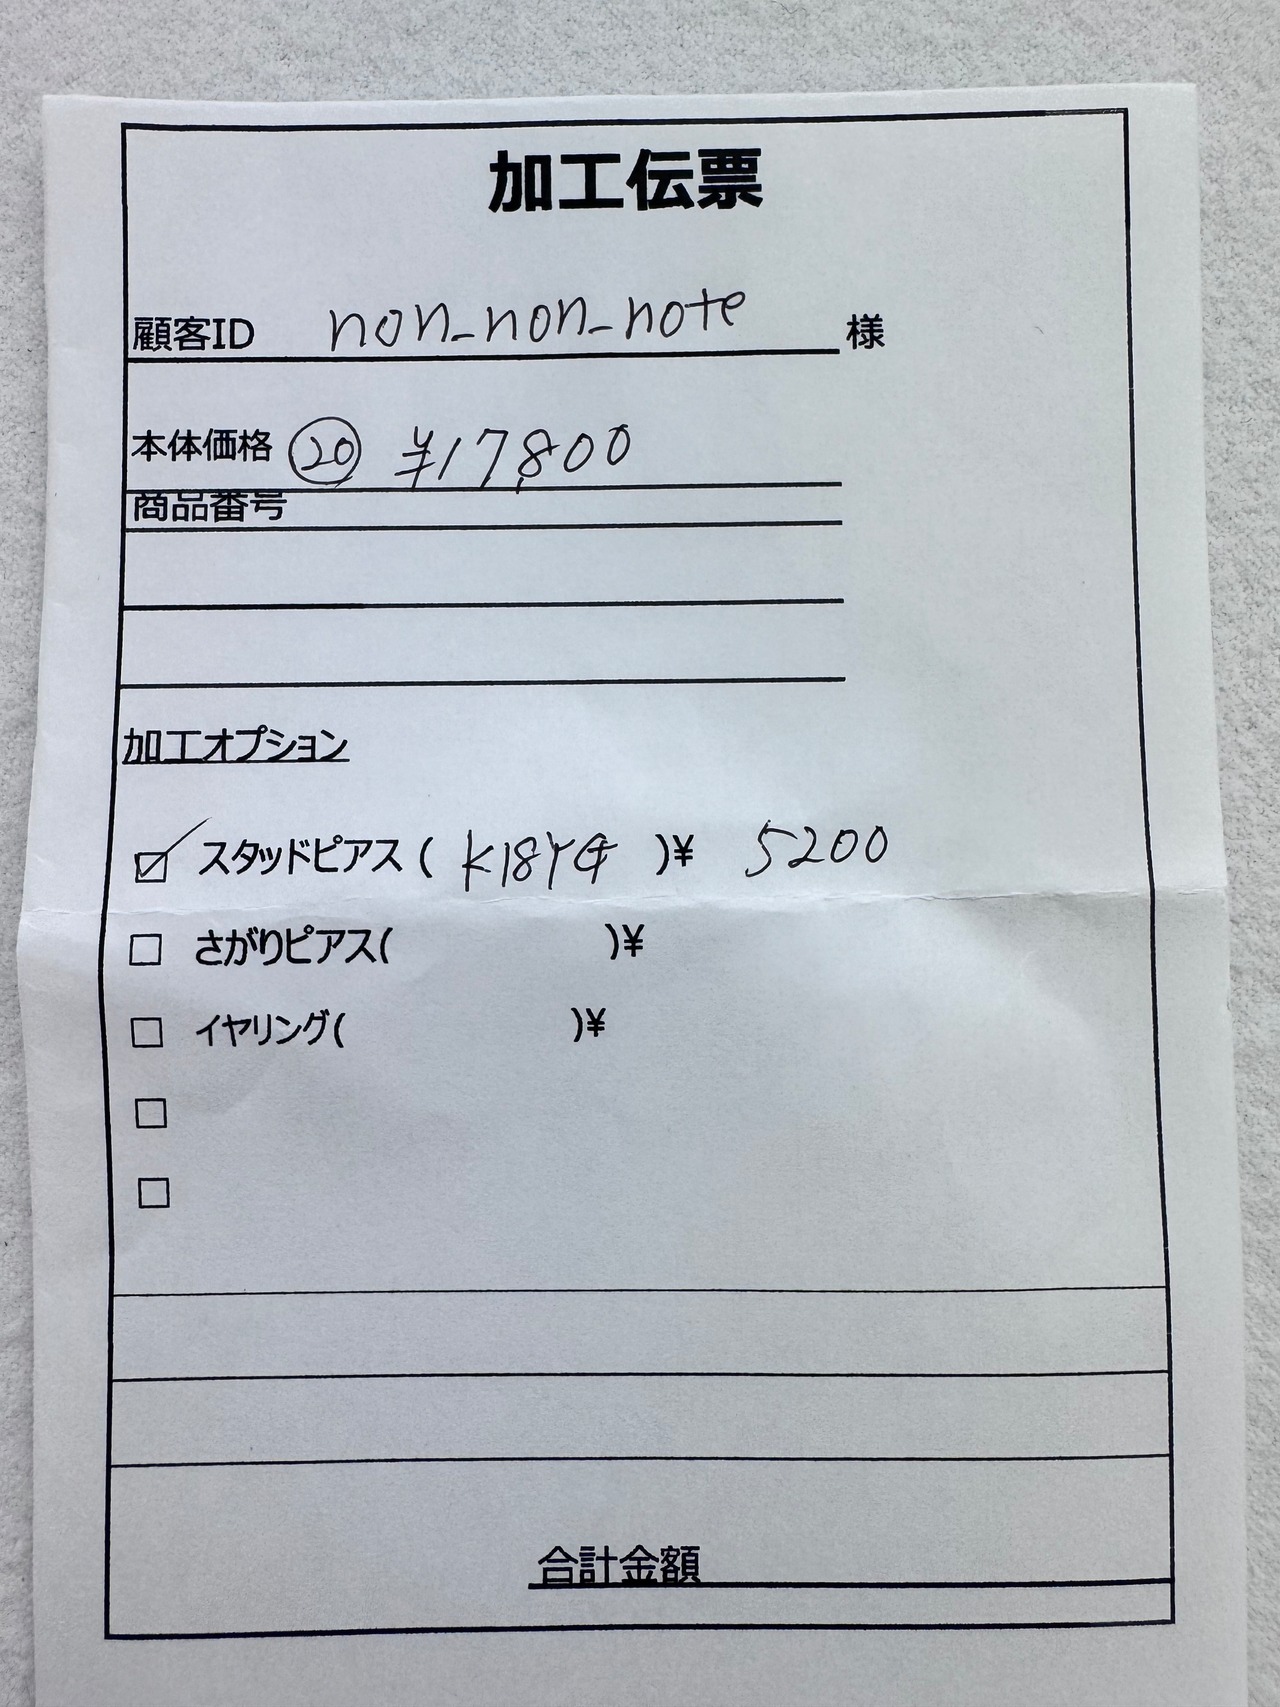 加工伝票
顧客ID non_non_note 様
本体価格 ⑳ ¥17,800
商品番号
加工オプション
☑ スタッドピアス( K18YG )¥ 5200
☐ さがりピアス( )¥
☐ イヤリング( )¥
☐
☐
合計金額